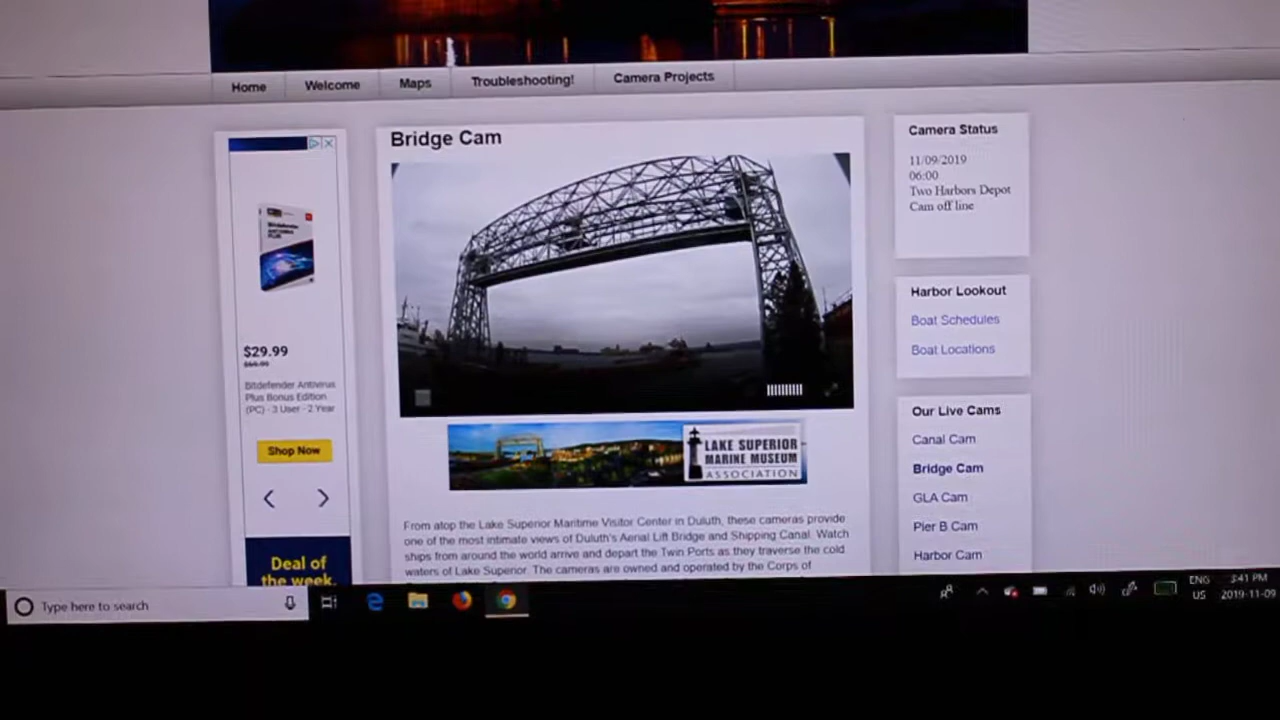 Home Welcome Maps Troubleshooting! Camera Projects
Bridge Cam
$29.99
Bitdefender Antivirus
Plus Bonus Edition
(PC) - 3 User - 2 Year
Shop Now
Deal of
the week.
LAKE SUPERIOR
MARINE MUSEUM
ASSOCIATION
From atop the Lake Superior Maritime Visitor Center in Duluth, these cameras provide
one of the most intimate views of Duluth's Aerial Lift Bridge and Shipping Canal. Watch
ships from around the world arrive and depart the Twin Ports as they traverse the cold
waters of Lake Superior. The cameras are owned and operated by the Corps of
Camera Status
11/09/2019
06:00
Two Harbors Depot
Cam off line
Harbor Lookout
Boat Schedules
Boat Locations
Our Live Cams
Canal Cam
Bridge Cam
GLA Cam
Pier B Cam
Harbor Cam
Type here to search
ENG
US
3:41 PM
2019-11-09